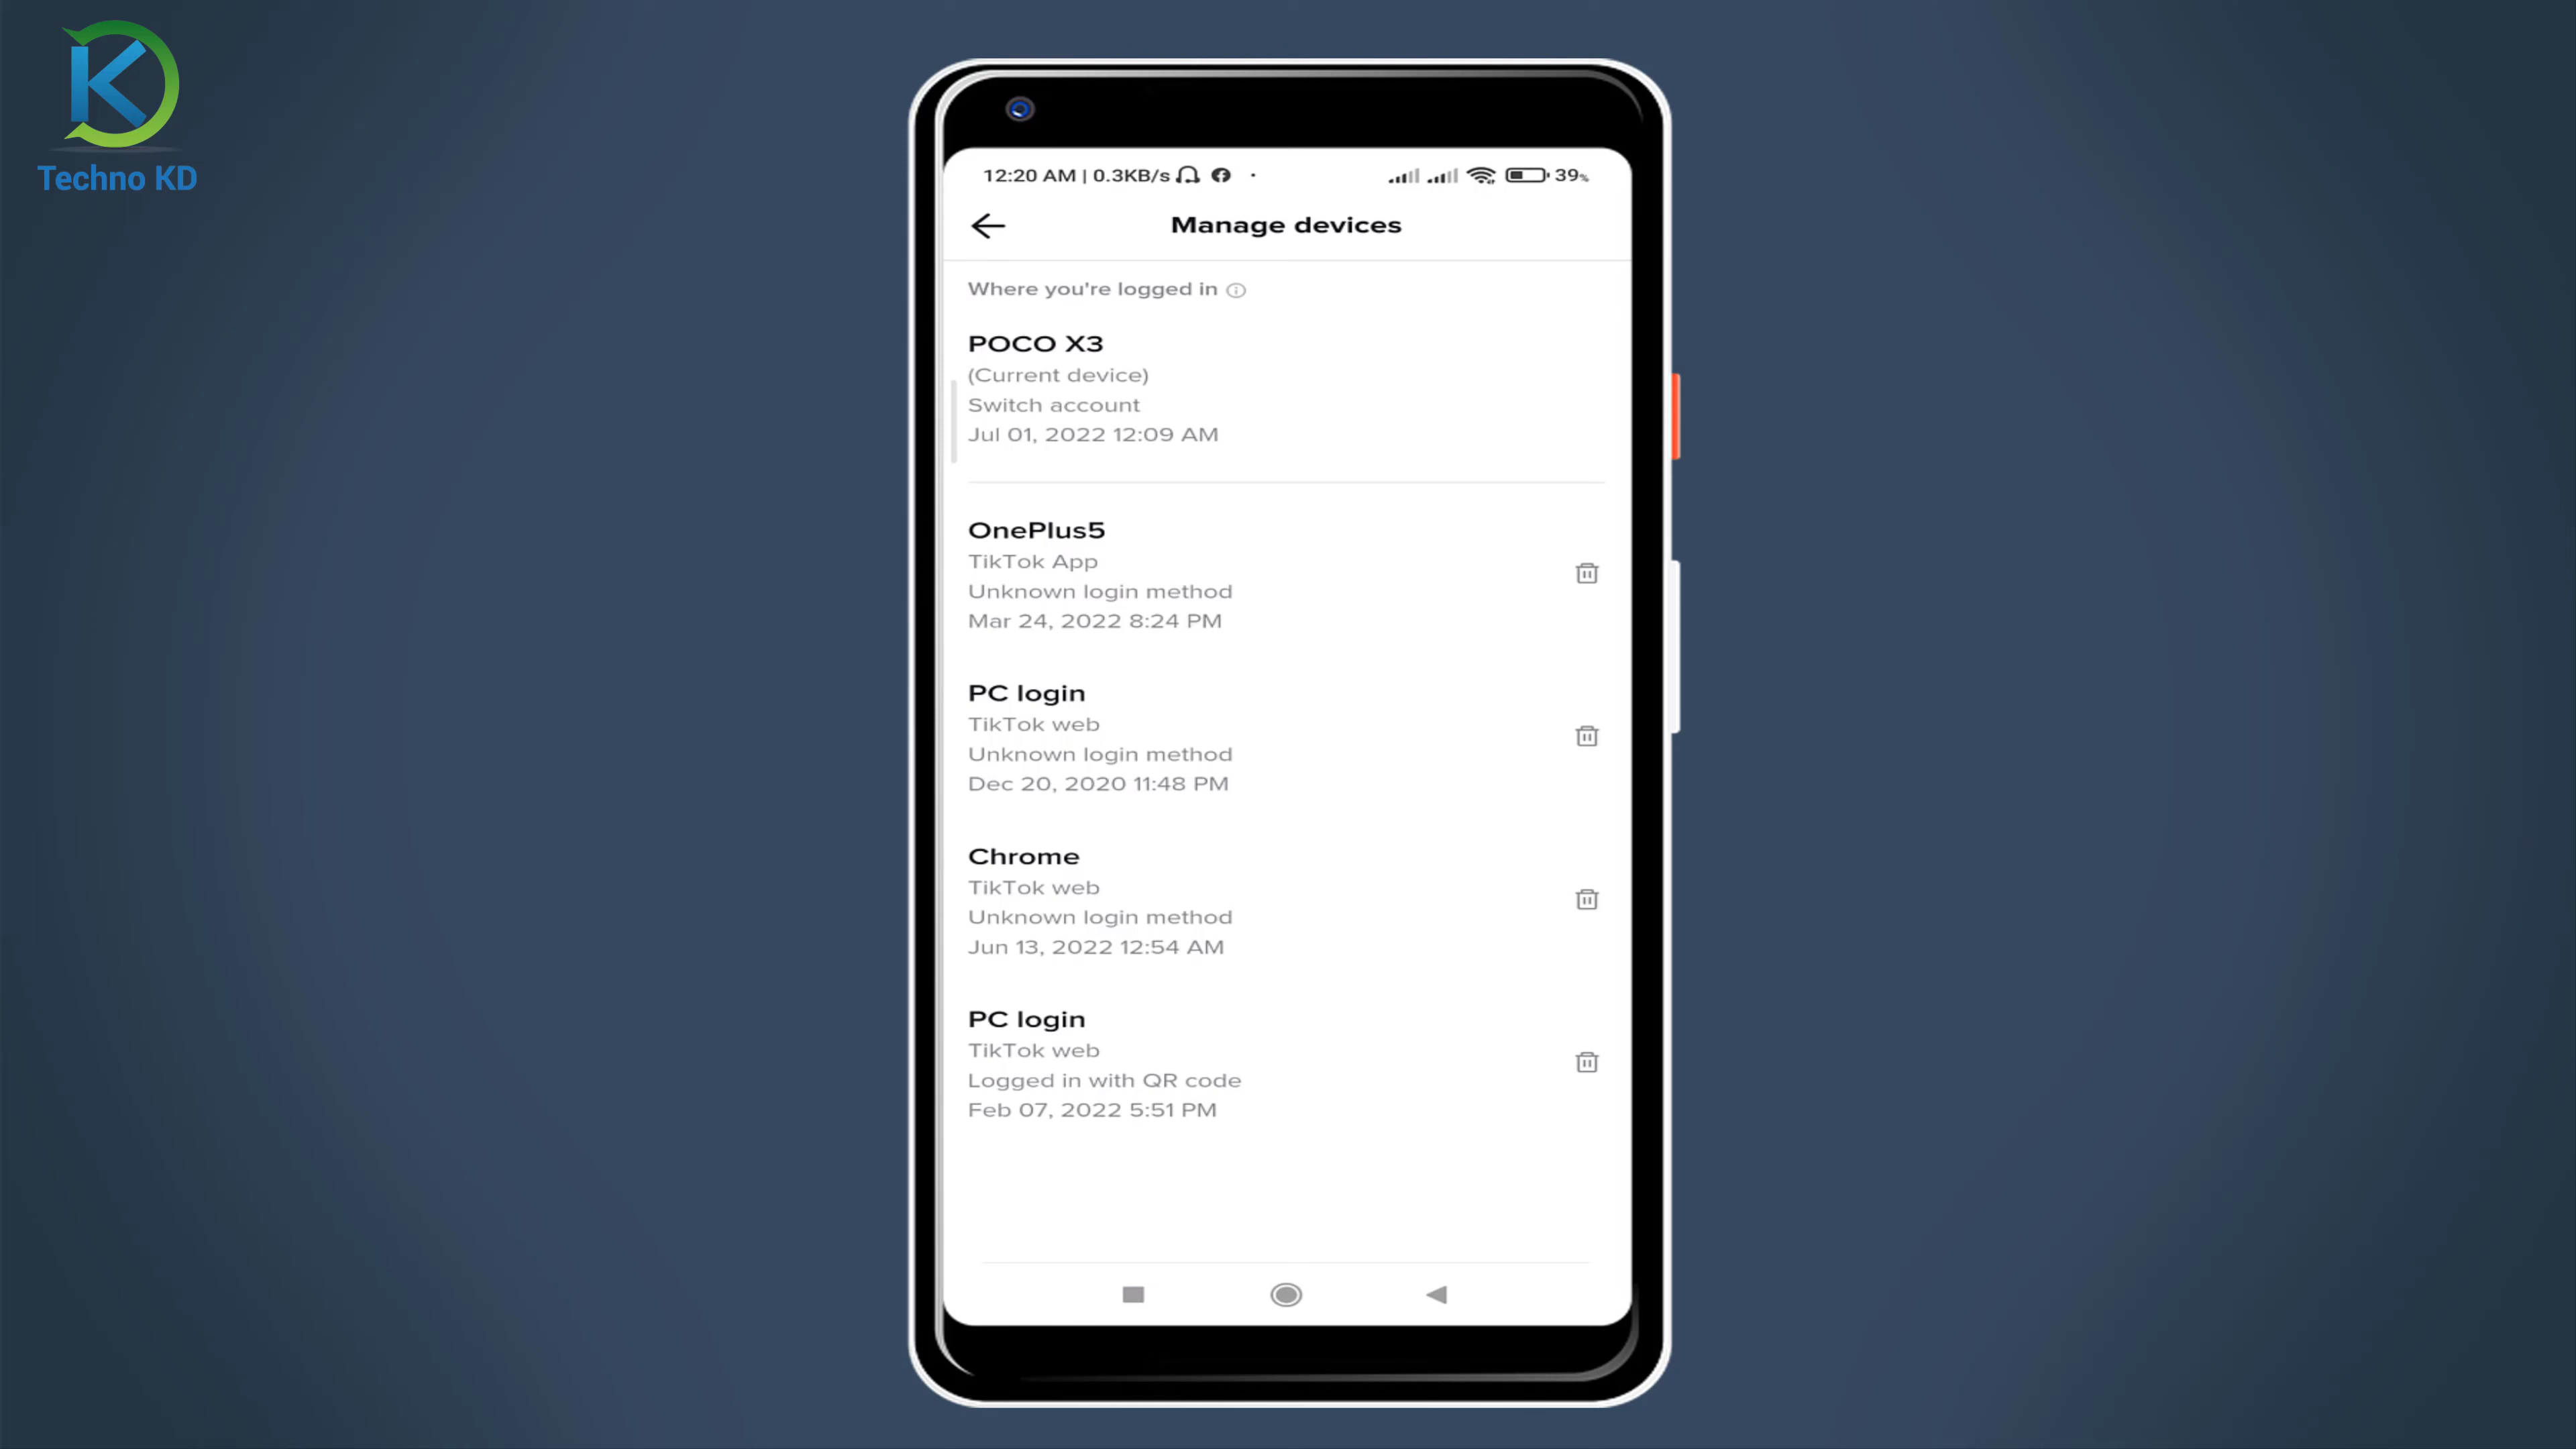 Techno KD
12:20 AM | 0.3KB/s
39%
Manage devices
Where you're logged in
POCO X3
(Current device)
Switch account
Jul 01, 2022 12:09 AM
OnePlus5
TikTok App
Unknown login method
Mar 24, 2022 8:24 PM
PC login
TikTok web
Unknown login method
Dec 20, 2020 11:48 PM
Chrome
TikTok web
Unknown login method
Jun 13, 2022 12:54 AM
PC login
TikTok web
Logged in with QR code
Feb 07, 2022 5:51 PM